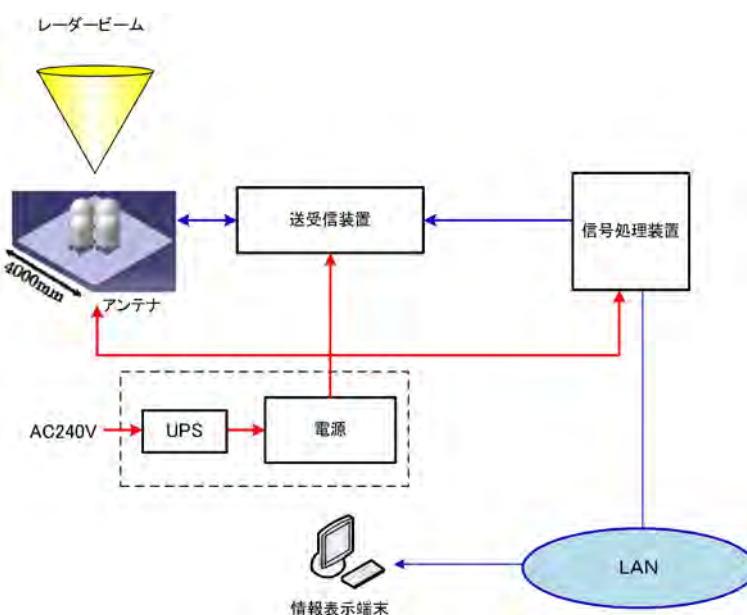 レーダービーム
送受信装置
信号処理装置
4000mm
アンテナ
AC240V
UPS
電源
LAN
情報表示端末